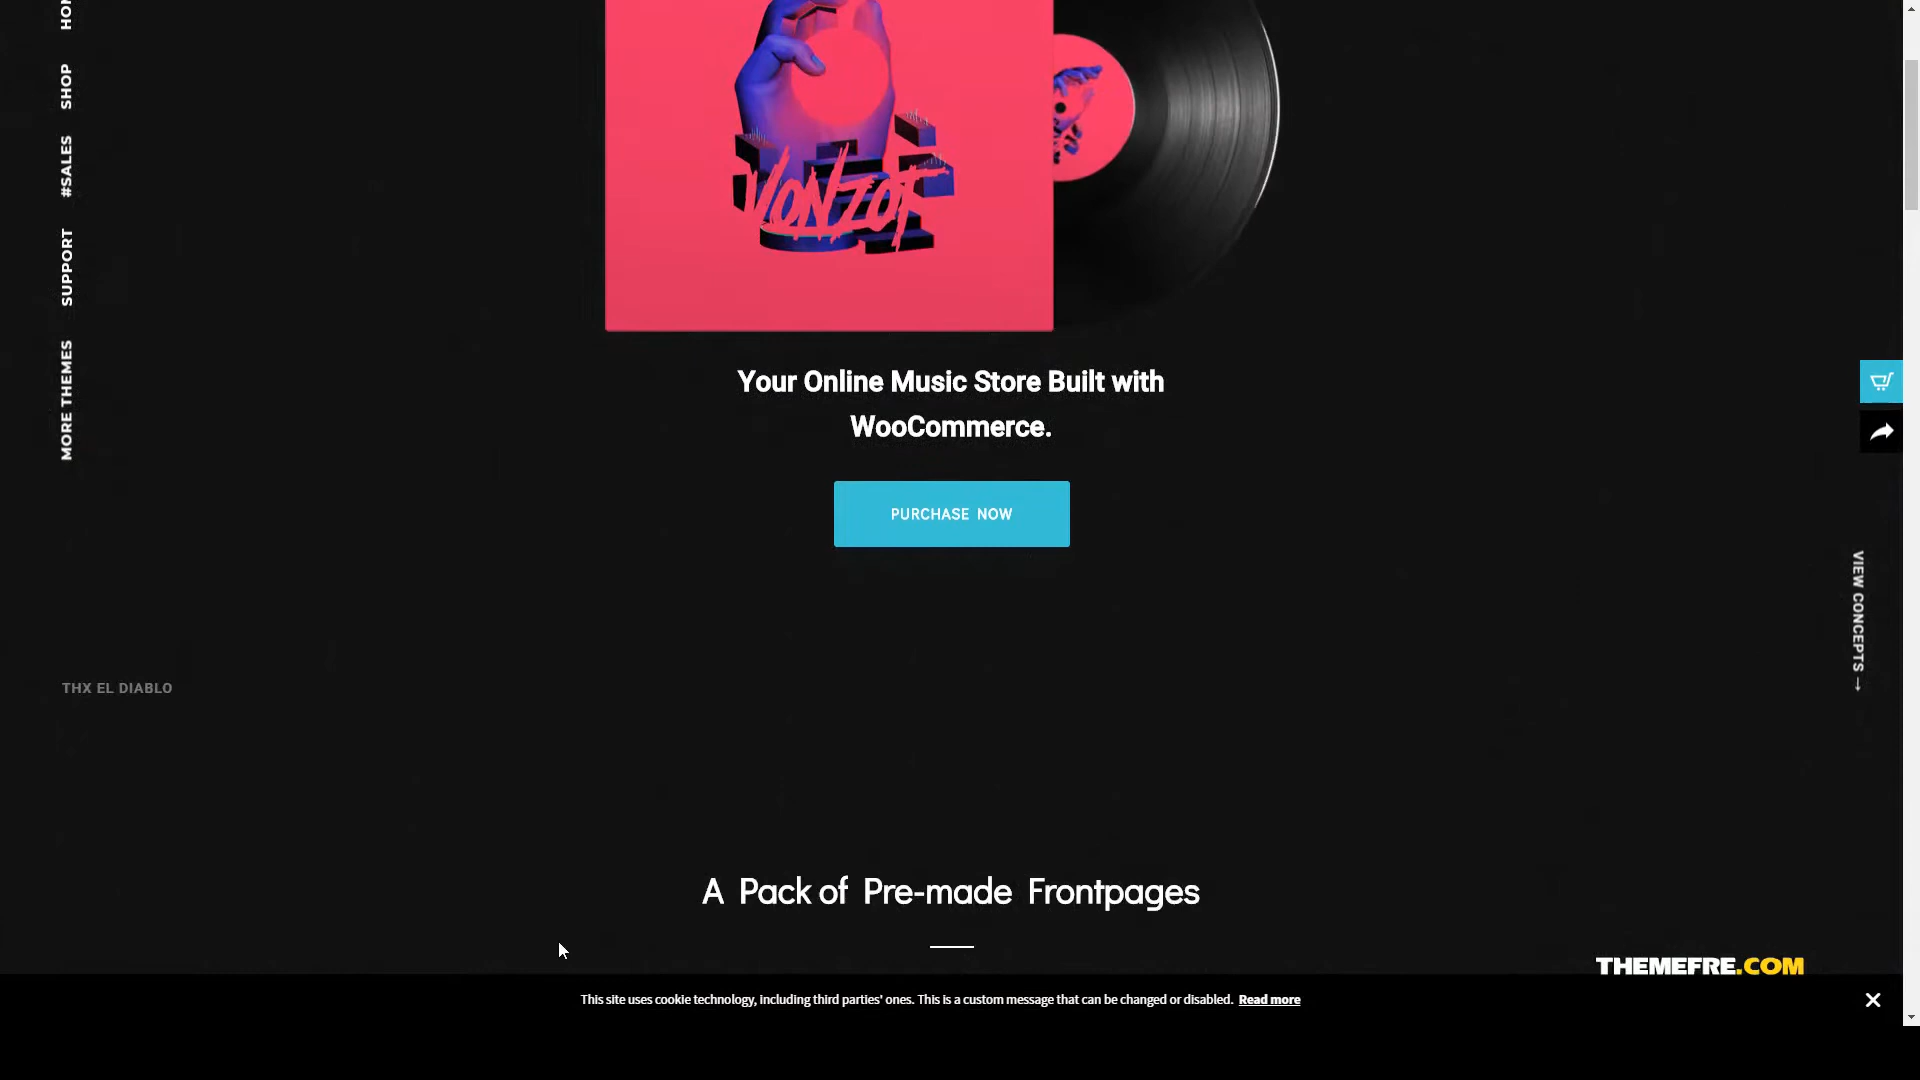 SHOP
#SALES
SUPPORT
MORE THEMES
VONZOT
Your Online Music Store Built with
WooCommerce.
PURCHASE NOW
VIEW CONCEPTS →
THX EL DIABLO
A Pack of Pre-made Frontpages
THEMEFRE.COM
This site uses cookie technology, including third parties' ones. This is a custom message that can be changed or disabled. Read more